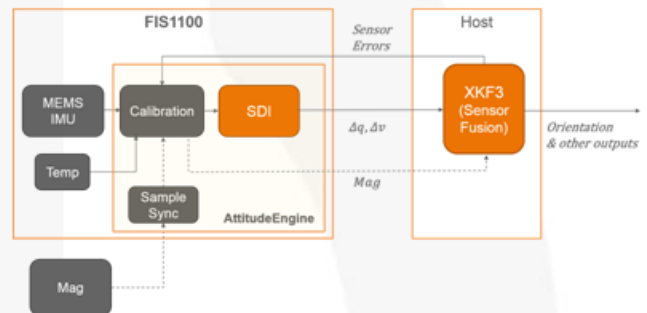 FIS1100
Host
Sensor
Errors
MEMS
IMU
Calibration
SDI
XKF3
(Sensor
Fusion)
Δq, Δv
Orientation
& other outputs
Temp
Mag
Sample
Sync
AttitudeEngine
Mag